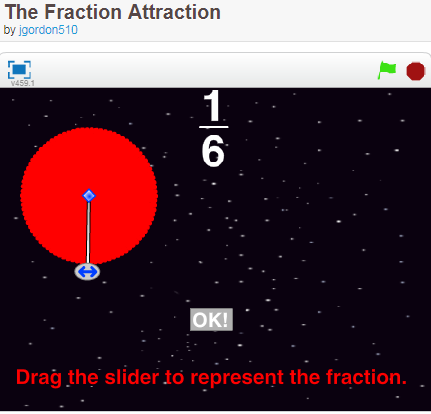 The Fraction Attraction
by jgordon510
v459.1
1
6
OK!
Drag the slider to represent the fraction.